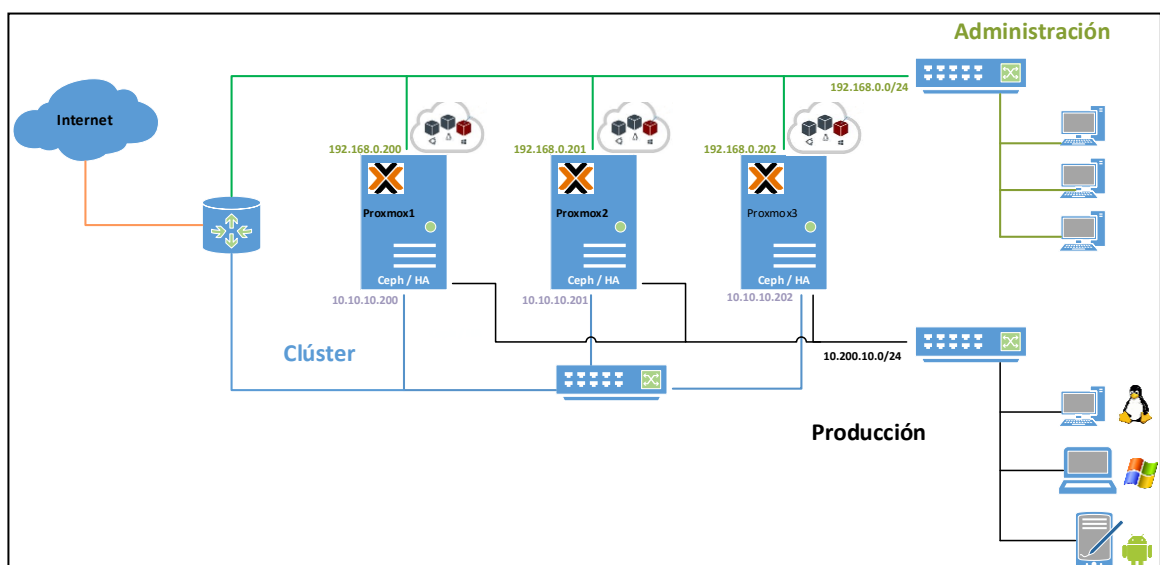 Administración
192.168.0.0/24
Internet
192.168.0.200
192.168.0.201
192.168.0.202
Proxmox1
Proxmox2
Proxmox3
Ceph / HA
Ceph / HA
Ceph / HA
10.10.10.200
10.10.10.201
10.10.10.202
Clúster
10.200.10.0/24
Producción